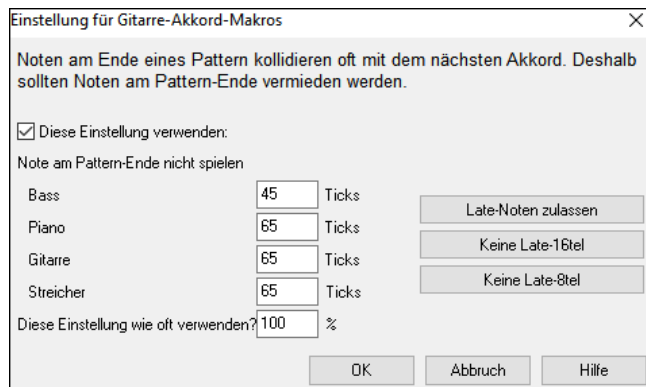 Einstellung für Gitarre-Akkord-Makros
Noten am Ende eines Pattern kollidieren oft mit dem nächsten Akkord. Deshalb
sollten Noten am Pattern-Ende vermieden werden.
Diese Einstellung verwenden:
Note am Pattern-Ende nicht spielen
Bass 45 Ticks
Piano 65 Ticks
Gitarre 65 Ticks
Streicher 65 Ticks
Diese Einstellung wie oft verwenden? 100 %
Late-Noten zulassen
Keine Late-16tel
Keine Late-8tel
OK Abbruch Hilfe